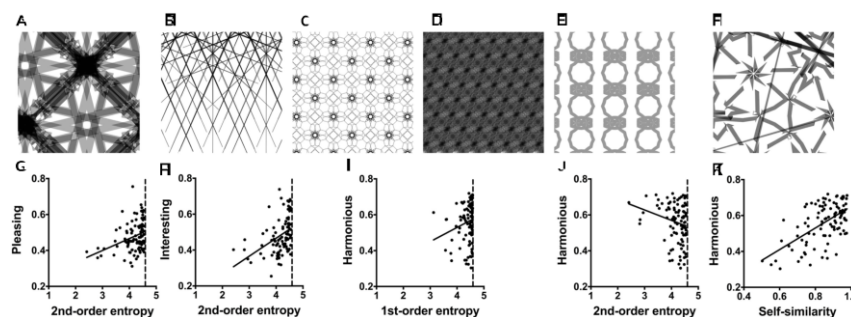 A B C D E F
G H I J K
0.8 0.8 0.8 0.8 0.8
Pleasing 0.6 Interesting 0.6 Harmonious 0.6 Harmonious 0.6 Harmonious 0.6
0.4 0.4 0.4 0.4 0.4
0.2 0.2 0.2 0.2 0.2
1 2 3 4 5 1 2 3 4 5 1 2 3 4 5 1 2 3 4 5 0.4 0.6 0.8 1.
2nd-order entropy 2nd-order entropy 1st-order entropy 2nd-order entropy Self-similarity